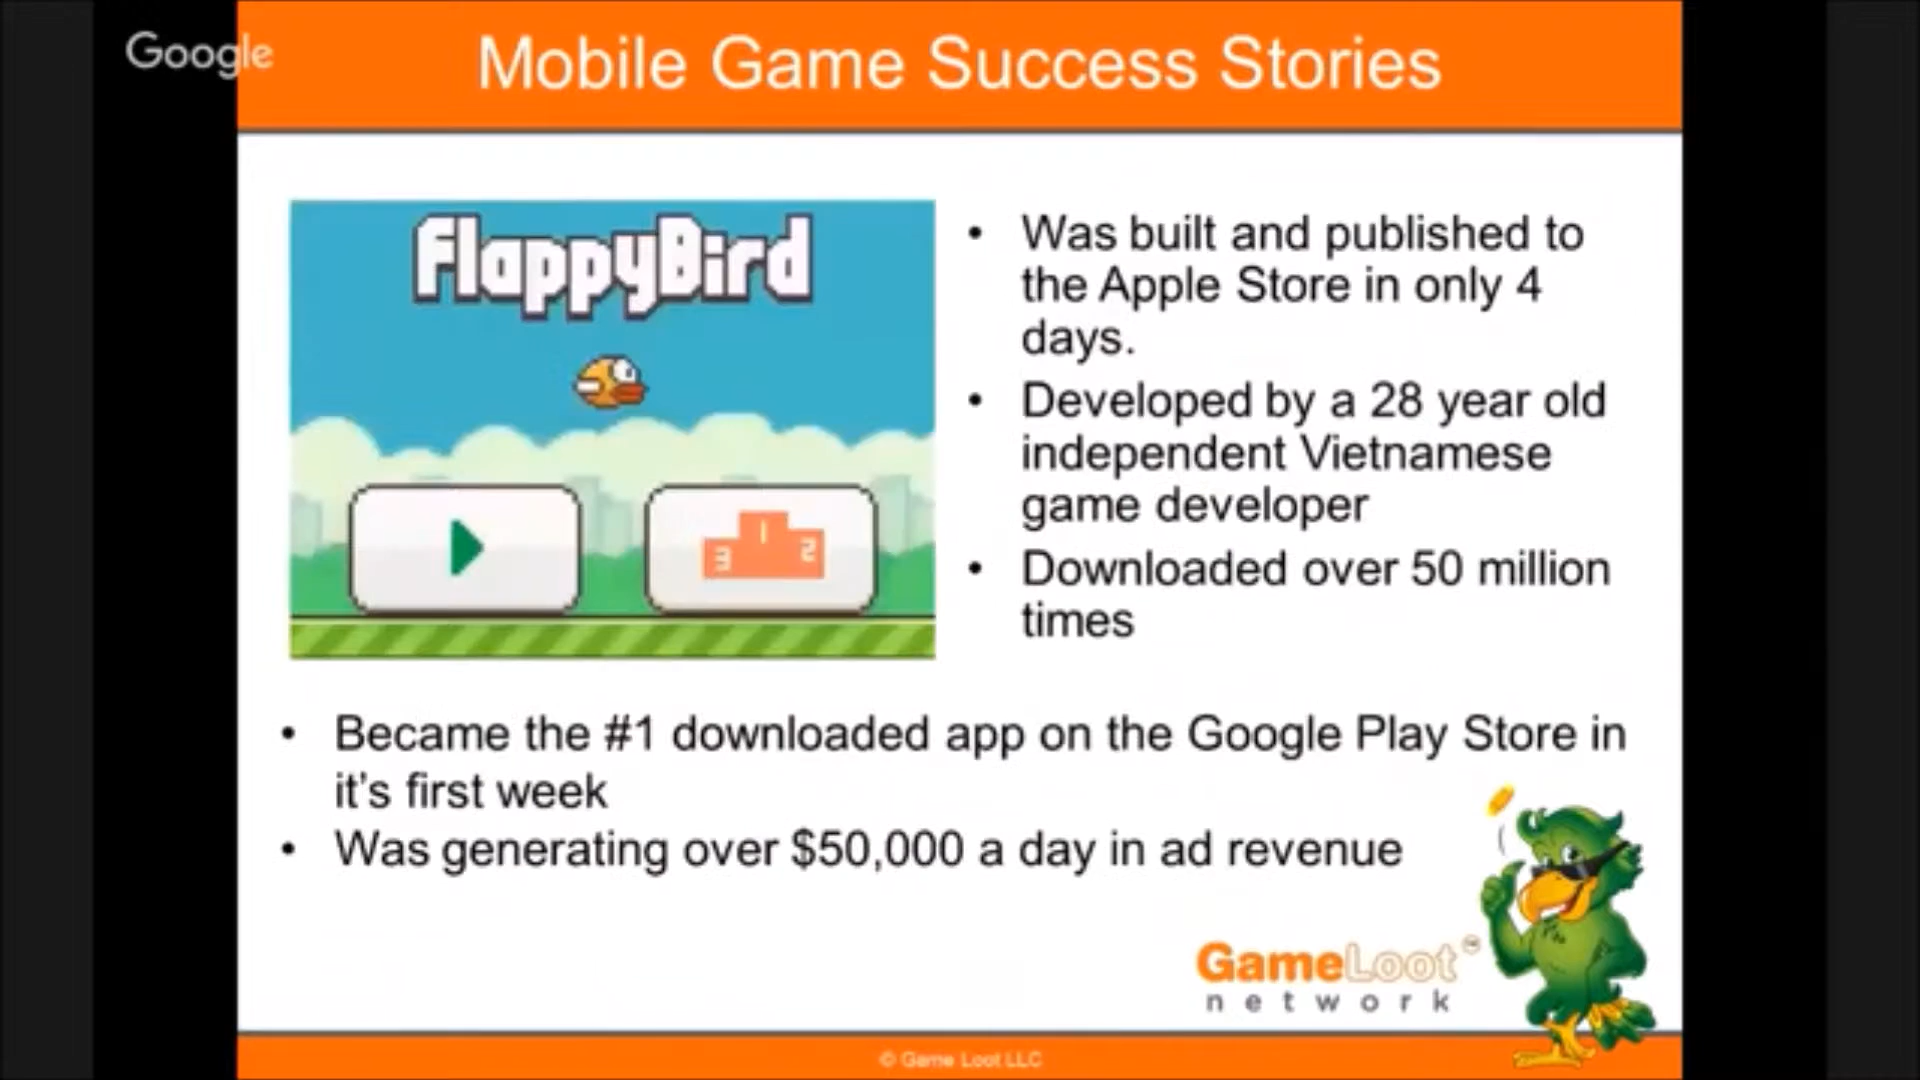 Google
Mobile Game Success Stories
FlappyBird
3 1 2
• Was built and published to
the Apple Store in only 4
days.
• Developed by a 28 year old
independent Vietnamese
game developer
• Downloaded over 50 million
times
• Became the #1 downloaded app on the Google Play Store in
it's first week
• Was generating over $50,000 a day in ad revenue
GameLoot™
network
© Game Loot LLC